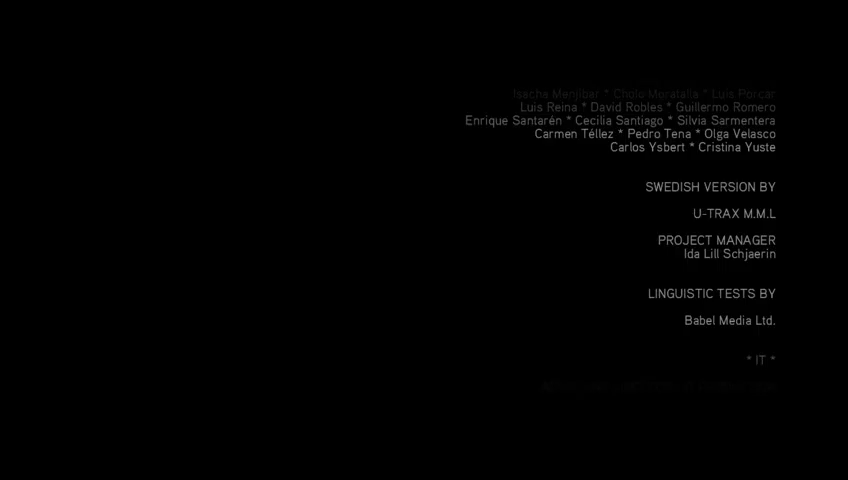 Isacha Menjibar * Cholo Moratalla * Luis Porcar
Luis Reina * David Robles * Guillermo Romero
Enrique Santarén * Cecilia Santiago * Silvia Sarmentera
Carmen Téllez * Pedro Tena * Olga Velasco
Carlos Ysbert * Cristina Yuste
SWEDISH VERSION BY
U-TRAX M.M.L
PROJECT MANAGER
Ida Lill Schjaerin
LINGUISTIC TESTS BY
Babel Media Ltd.
* IT *